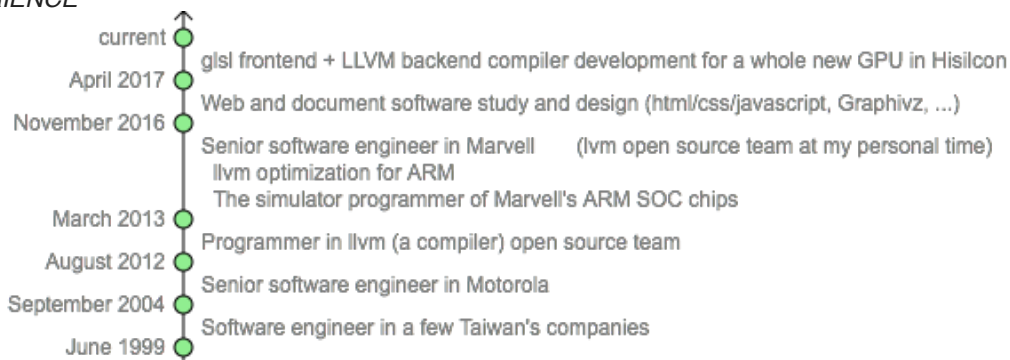 current
glsl frontend + LLVM backend compiler development for a whole new GPU in Hisilcon
April 2017
Web and document software study and design (html/css/javascript, Graphivz, ...)
November 2016
Senior software engineer in Marvell (lvm open source team at my personal time)
llvm optimization for ARM
The simulator programmer of Marvell's ARM SOC chips
March 2013
Programmer in llvm (a compiler) open source team
August 2012
Senior software engineer in Motorola
September 2004
Software engineer in a few Taiwan's companies
June 1999